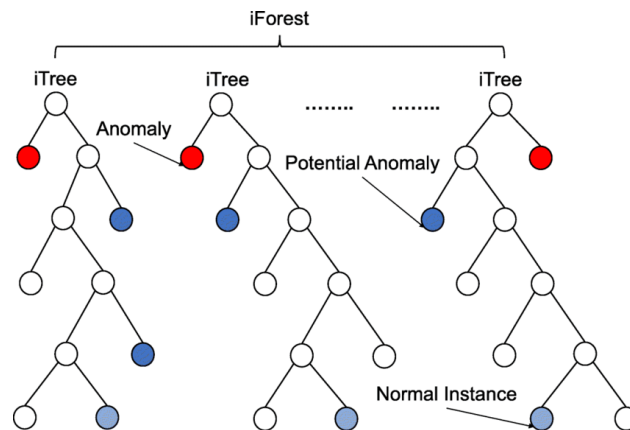 iForest
iTree iTree iTree
........ ........
Anomaly
Potential Anomaly
Normal Instance